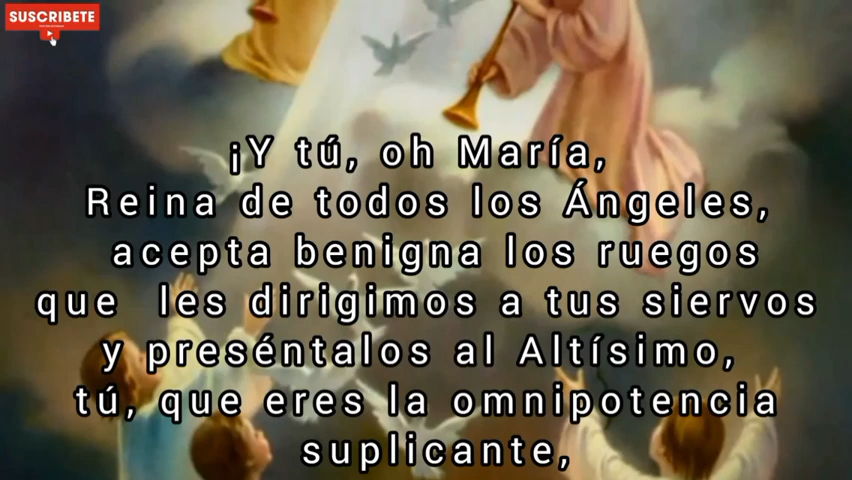 SUSCRIBETE
¡Y tú, oh María,
Reina de todos los Ángeles,
acepta benigna los ruegos
que les dirigimos a tus siervos
y preséntalos al Altísimo,
tú, que eres la omnipotencia
suplicante,